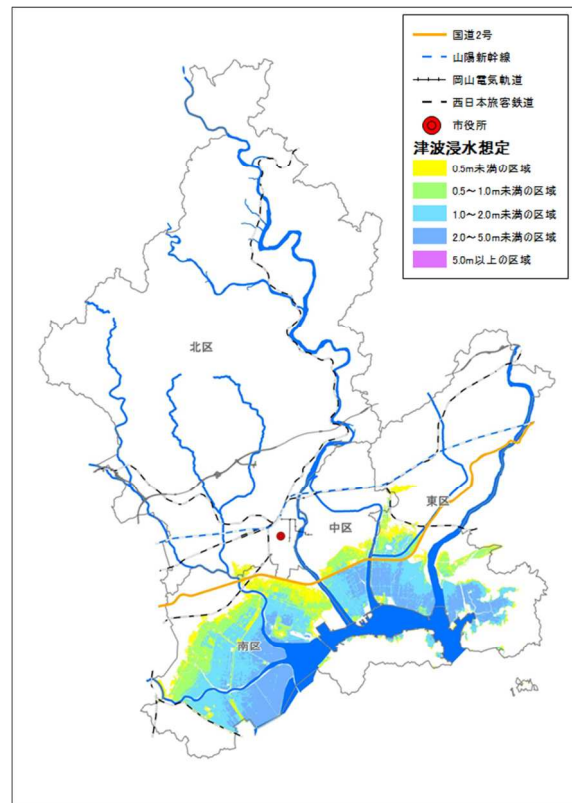 国道2号
山陽新幹線
岡山電気軌道
西日本旅客鉄道
市役所
津波浸水想定
0.5m未満の区域
0.5～1.0m未満の区域
1.0～2.0m未満の区域
2.0～5.0m未満の区域
5.0m以上の区域
北区
東区
中区
南区